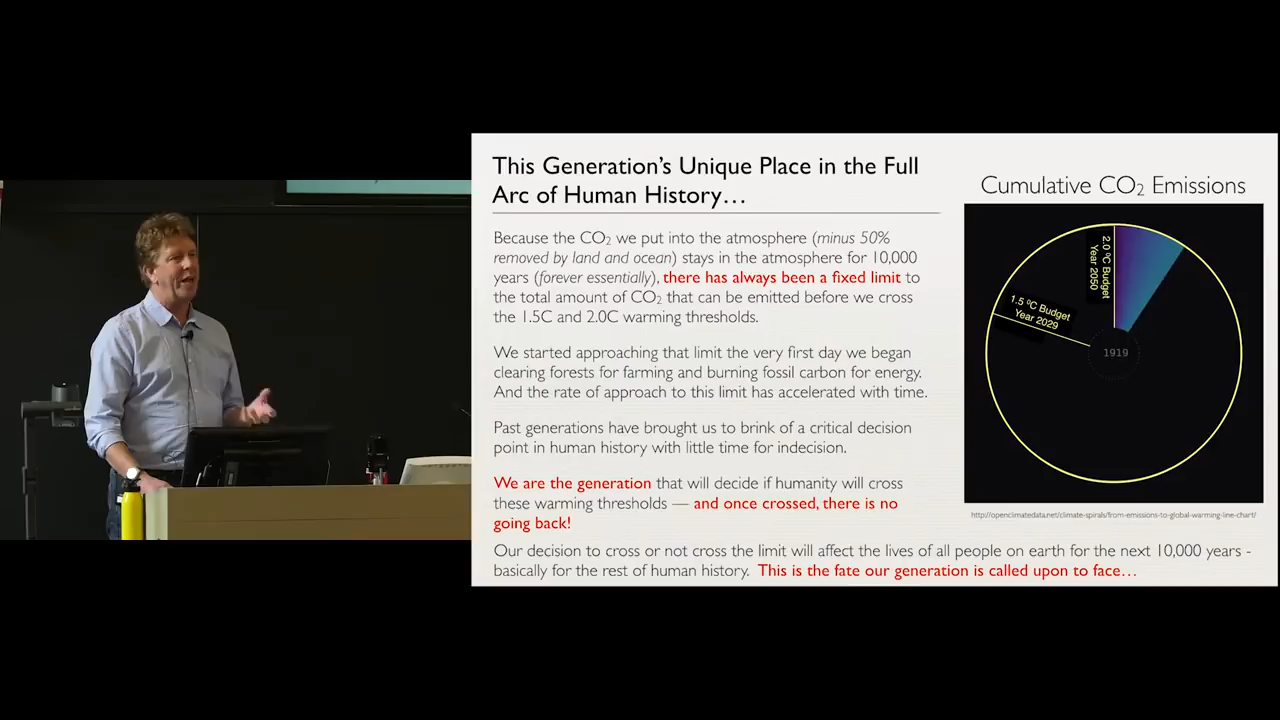 This Generation's Unique Place in the Full
Arc of Human History…
Because the CO₂ we put into the atmosphere (minus 50%
removed by land and ocean) stays in the atmosphere for 10,000
years (forever essentially), there has always been a fixed limit to
the total amount of CO₂ that can be emitted before we cross
the 1.5C and 2.0C warming thresholds.
We started approaching that limit the very first day we began
clearing forests for farming and burning fossil carbon for energy.
And the rate of approach to this limit has accelerated with time.
Past generations have brought us to brink of a critical decision
point in human history with little time for indecision.
We are the generation that will decide if humanity will cross
these warming thresholds — and once crossed, there is no
going back!
Our decision to cross or not cross the limit will affect the lives of all people on earth for the next 10,000 years -
basically for the rest of human history. This is the fate our generation is called upon to face…
Cumulative CO₂ Emissions
2.0 ºC Budget
Year 2050
1.5 ºC Budget
Year 2029
1919
http://openclimatedata.net/climate-spirals/from-emissions-to-global-warming-line-chart/